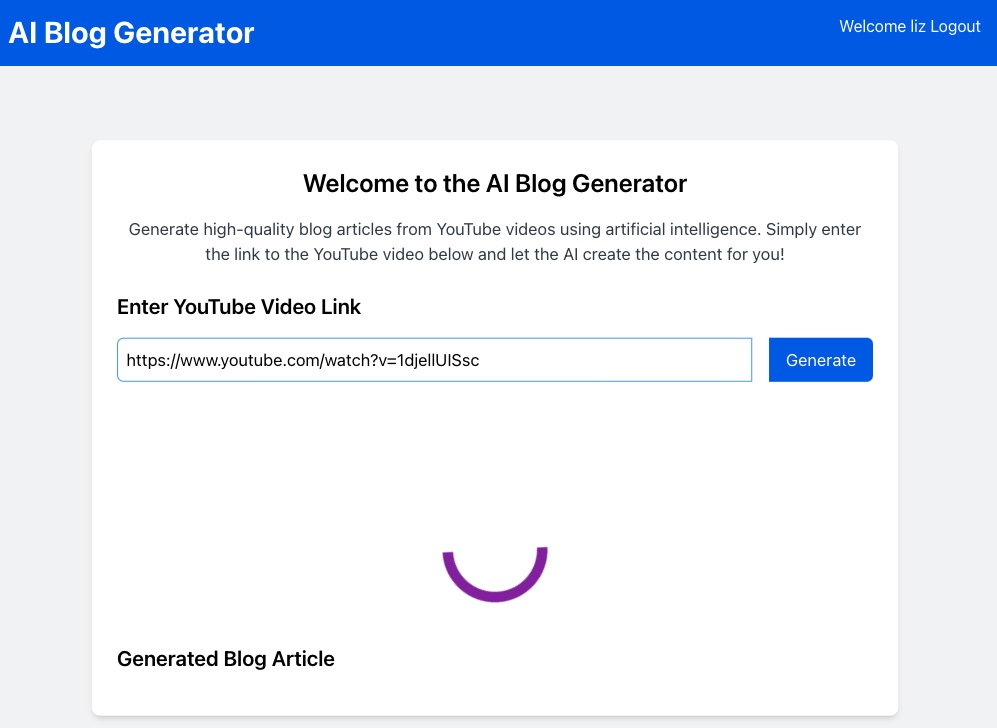 AI Blog Generator
Welcome liz Logout
Welcome to the AI Blog Generator
Generate high-quality blog articles from YouTube videos using artificial intelligence. Simply enter
the link to the YouTube video below and let the AI create the content for you!
Enter YouTube Video Link
https://www.youtube.com/watch?v=1djellUISsc
Generate
Generated Blog Article